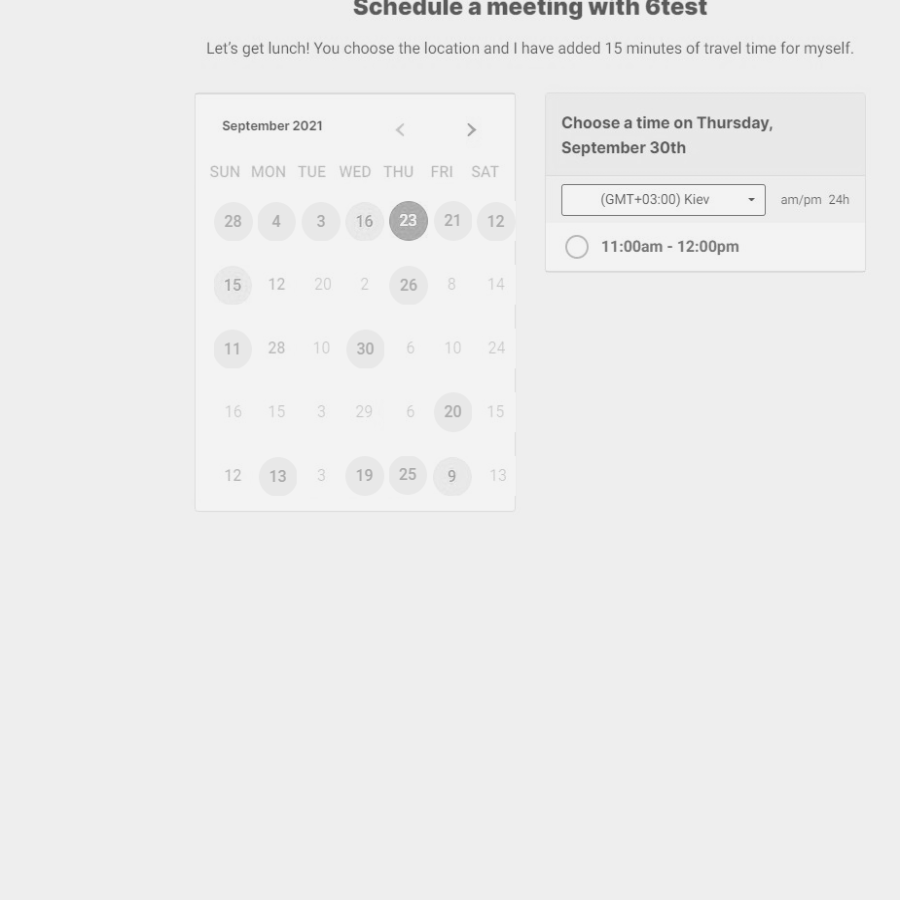 Schedule a meeting with 6test
Let's get lunch! You choose the location and I have added 15 minutes of travel time for myself.
September 2021
SUN MON TUE WED THU FRI SAT
28 4 3 16 23 21 12
15 12 20 2 26 8 14
11 28 10 30 6 10 24
16 15 3 29 6 20 15
12 13 3 19 25 9 13
Choose a time on Thursday,
September 30th
(GMT+03:00) Kiev am/pm 24h
11:00am - 12:00pm